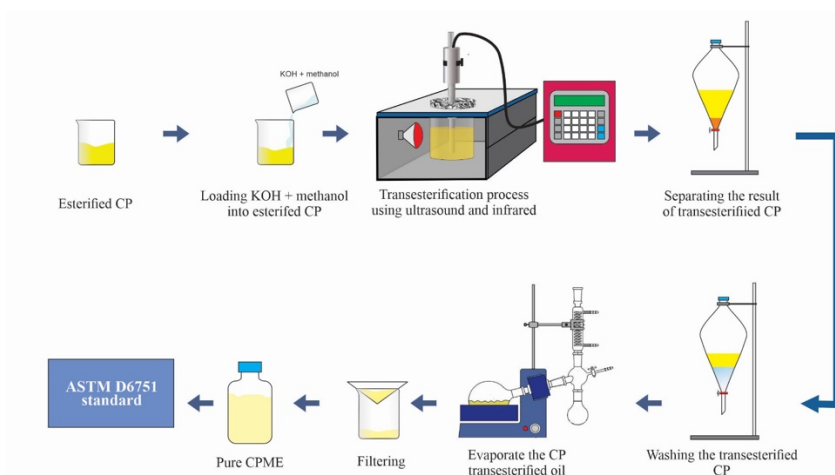 KOH + methanol
Esterified CP
Loading KOH + methanol
into esterifed CP
Transesterification process
using ultrasound and infrared
Separating the result
of transesterifiied CP
ASTM D6751
standard
Pure CPME
Filtering
Evaporate the CP
transesterified oil
Washing the transesterified
CP